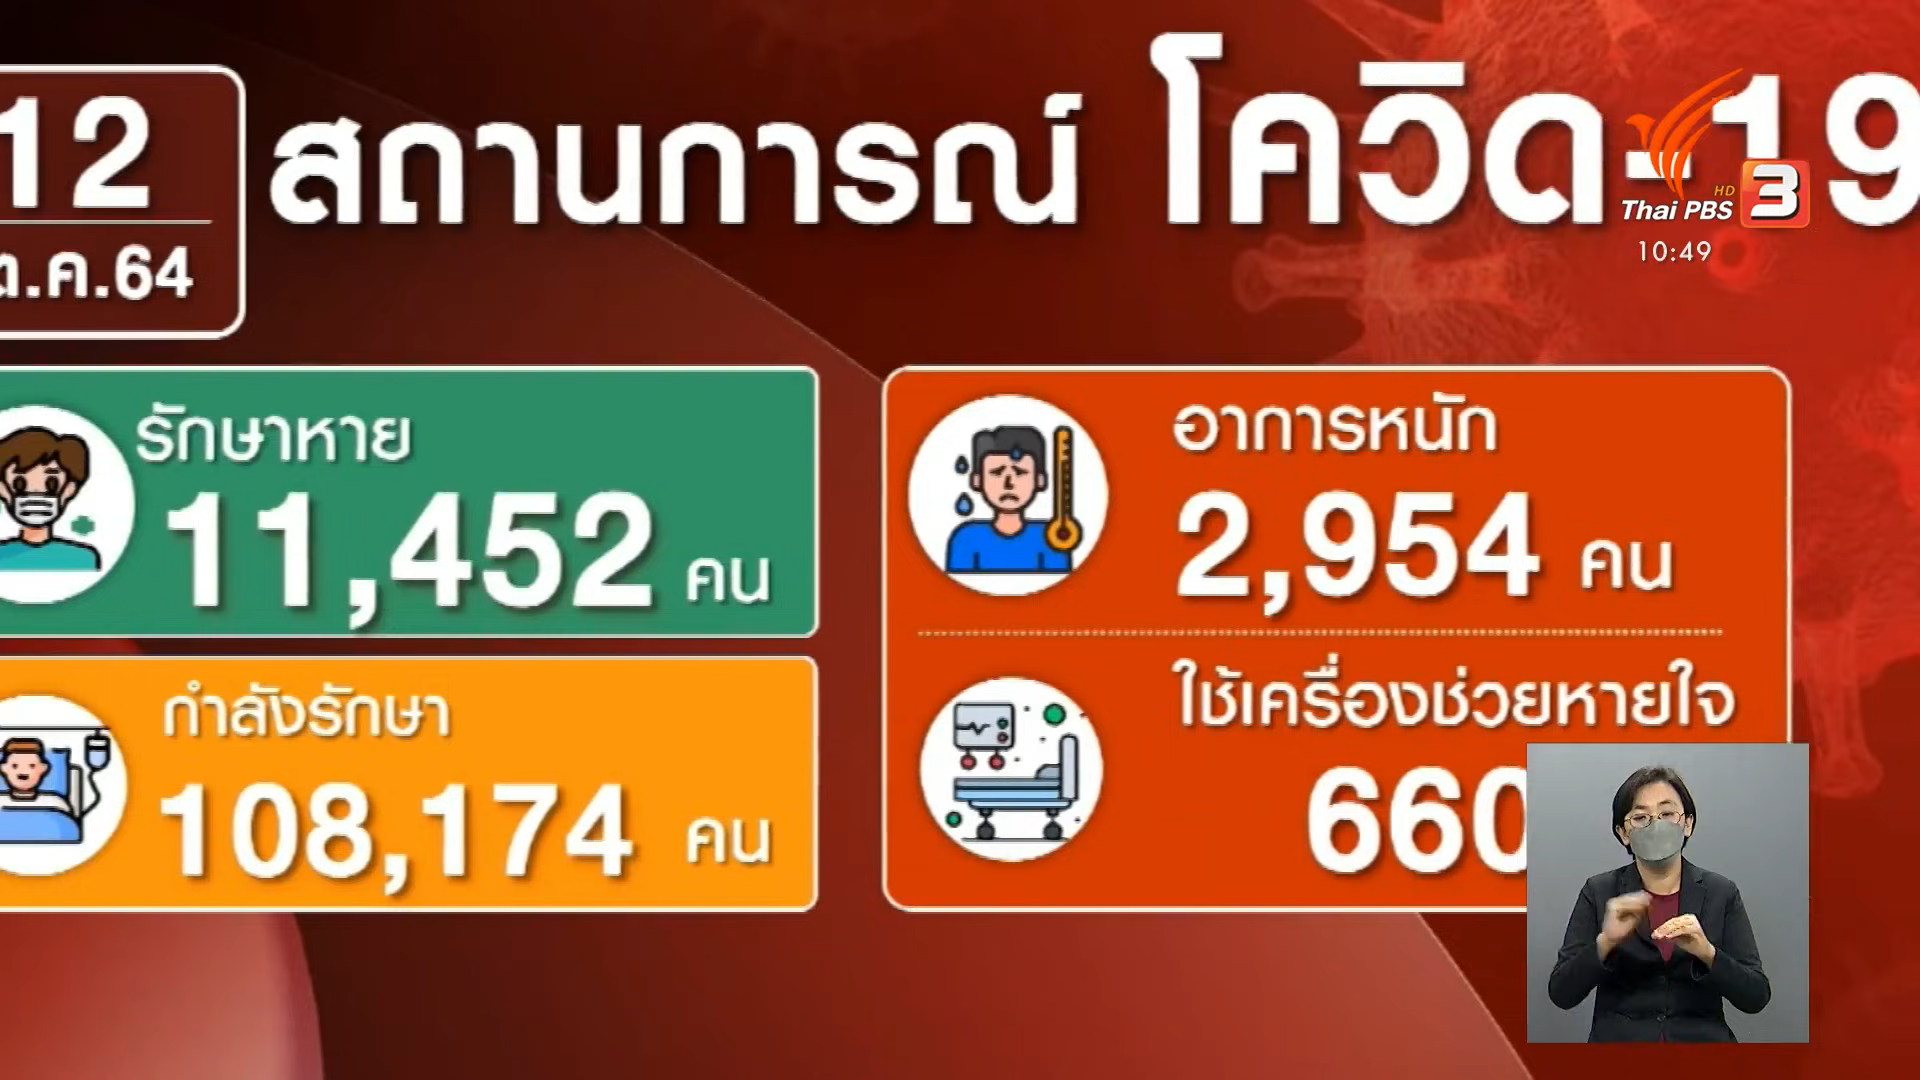 12
ต.ค.64
สถานการณ์ โควิด-19
HD
Thai PBS 3
10:49
รักษาหาย
11,452 คน
กำลังรักษา
108,174 คน
อาการหนัก
2,954 คน
ใช้เครื่องช่วยหายใจ
660